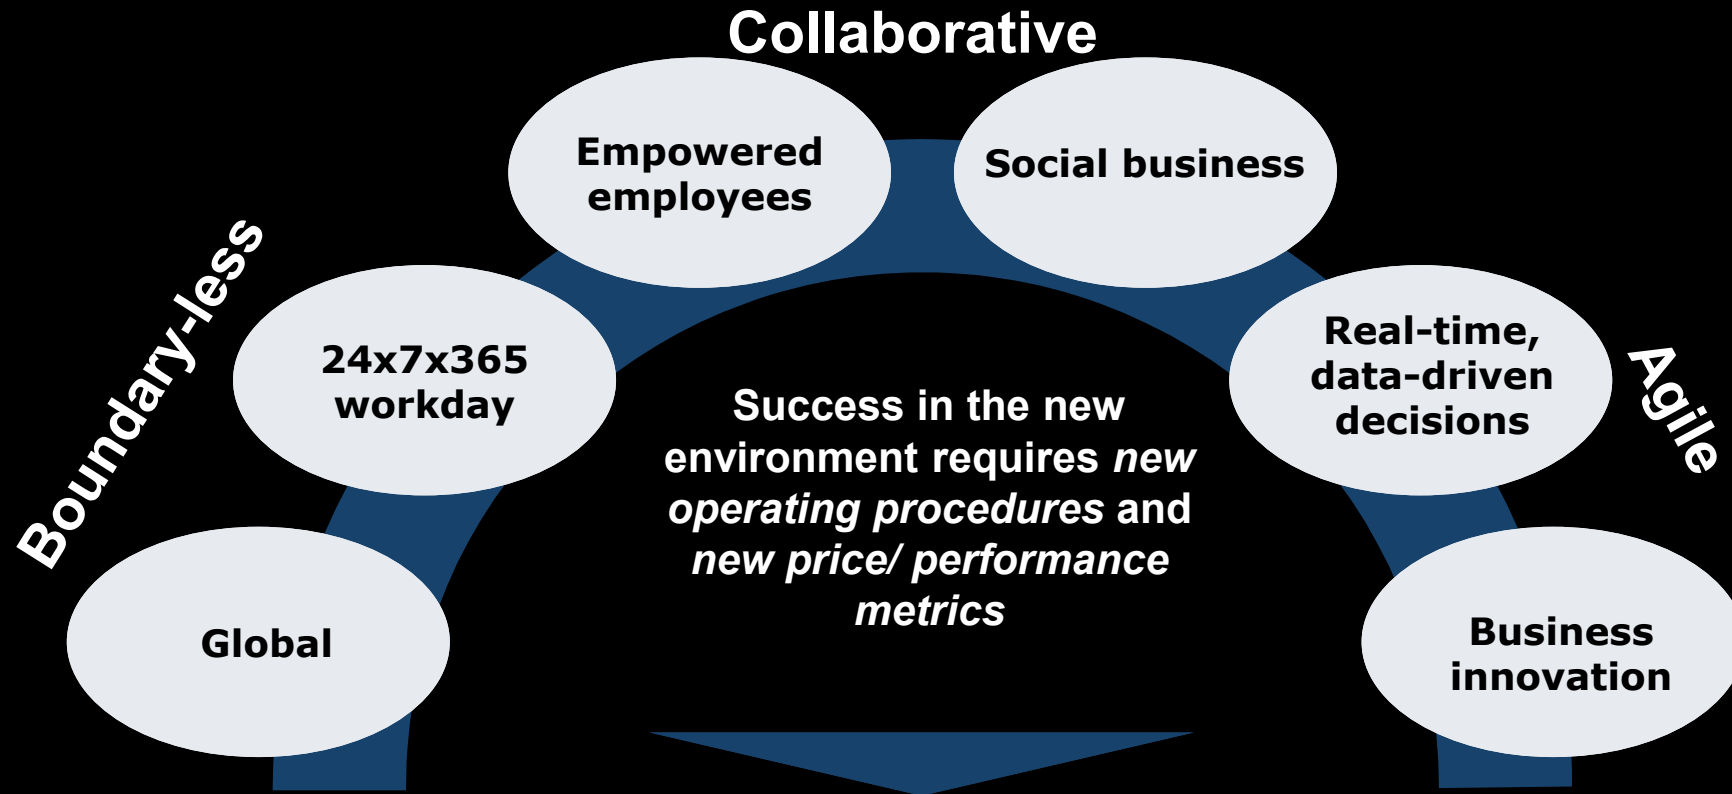 Collaborative
Empowered
employees
Social business
Boundary-less
24x7x365
workday
Real-time,
data-driven
decisions
Agile
Success in the new
environment requires new
operating procedures and
new price/ performance
metrics
Global
Business
innovation